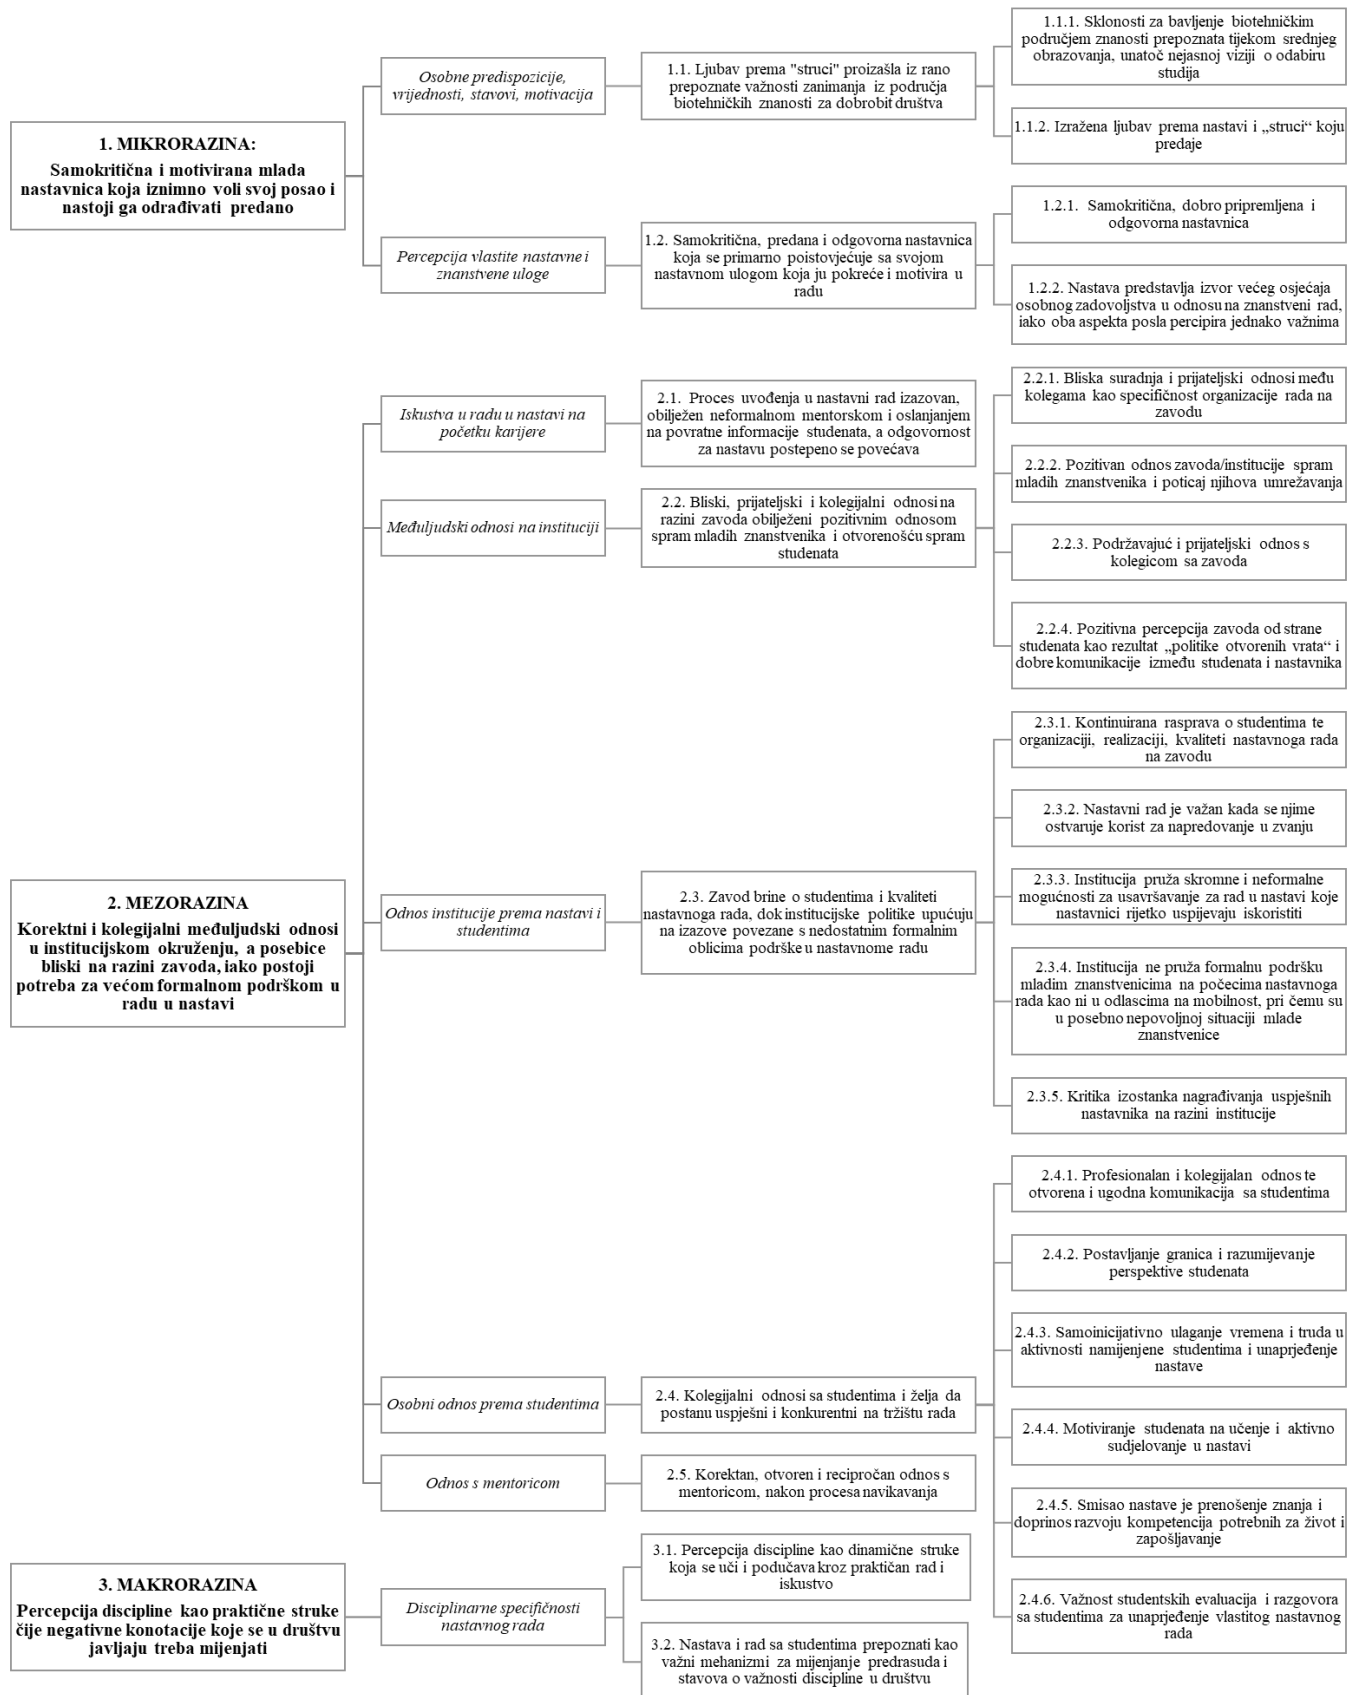 1. MIKRORAZINA:
Samokritična i motivirana mlada
nastavnica koja iznimno voli svoj posao i
nastoji ga odrađivati predano
Osobne predispozicije,
vrijednosti, stavovi, motivacija
1.1. Ljubav prema "struci" proizašla iz rano
prepoznate važnosti zanimanja iz područja
biotehničkih znanosti za dobrobit društva
1.1.1. Sklonosti za bavljenje biotehničkim
područjem znanosti prepoznata tijekom srednjeg
obrazovanja, unatoč nejasnoj viziji o odabiru
studija
1.1.2. Izražena ljubav prema nastavi i „struci“ koju
predaje
Percepcija vlastite nastavne i
znanstvene uloge
1.2. Samokritična, predana i odgovorna nastavnica
koja se primarno poistovjećuje sa svojom
nastavnom ulogom koja ju pokreće i motivira u
radu
1.2.1. Samokritična, dobro pripremljena i
odgovorna nastavnica
1.2.2. Nastava predstavlja izvor većeg osjećaja
osobnog zadovoljstva u odnosu na znanstveni rad,
iako oba aspekta posla percipira jednako važnima
2. MEZORAZINA
Korektni i kolegijalni međuljudski odnosi
u institucijskom okruženju, a posebice
bliski na razini zavoda, iako postoji
potreba za većom formalnom podrškom u
radu u nastavi
Iskustva u radu u nastavi na
početku karijere
2.1. Proces uvođenja u nastavni rad izazovan,
obilježen neformalnom mentorskom i oslanjanjem
na povratne informacije studenata, a odgovornost
za nastavu postepeno se povećava
Međuljudski odnosi na instituciji
2.2. Bliski, prijateljski i kolegijalni odnosi na
razini zavoda obilježeni pozitivnim odnosom
spram mladih znanstvenika i otvorenošću spram
studenata
2.2.1. Bliska suradnja i prijateljski odnosi među
kolegama kao specifičnost organizacije rada na
zavodu
2.2.2. Pozitivan odnos zavoda/institucije spram
mladih znanstvenika i poticaj njihova umrežavanja
2.2.3. Podržavajuć i prijateljski odnos s
kolegicom sa zavoda
2.2.4. Pozitivna percepcija zavoda od strane
studenata kao rezultat „politike otvorenih vrata“ i
dobre komunikacije između studenata i nastavnika
Odnos institucije prema nastavi i
studentima
2.3. Zavod brine o studentima i kvaliteti
nastavnoga rada, dok institucijske politike upućuju
na izazove povezane s nedostatnim formalnim
oblicima podrške u nastavnome radu
2.3.1. Kontinuirana rasprava o studentima te
organizaciji, realizaciji, kvaliteti nastavnoga rada
na zavodu
2.3.2. Nastavni rad je važan kada se njime
ostvaruje korist za napredovanje u zvanju
2.3.3. Institucija pruža skromne i neformalne
mogućnosti za usavršavanje za rad u nastavi koje
nastavnici rijetko uspijevaju iskoristiti
2.3.4. Institucija ne pruža formalnu podršku
mladim znanstvenicima na počecima nastavnoga
rada kao ni u odlascima na mobilnost, pri čemu su
u posebno nepovoljnoj situaciji mlade
znanstvenice
2.3.5. Kritika izostanka nagrađivanja uspješnih
nastavnika na razini institucije
Osobni odnos prema studentima
2.4. Kolegijalni odnosi sa studentima i želja da
postanu uspješni i konkurentni na tržištu rada
2.4.1. Profesionalan i kolegijalan odnos te
otvorena i ugodna komunikacija sa studentima
2.4.2. Postavljanje granica i razumijevanje
perspektive studenata
2.4.3. Samoinicijativno ulaganje vremena i truda u
aktivnosti namijenjene studentima i unaprjeđenje
nastave
2.4.4. Motiviranje studenata na učenje i aktivno
sudjelovanje u nastavi
2.4.5. Smisao nastave je prenošenje znanja i
doprinos razvoju kompetencija potrebnih za život i
zapošljavanje
2.4.6. Važnost studentskih evaluacija i razgovora
sa studentima za unaprjeđenje vlastitog nastavnog
rada
Odnos s mentoricom
2.5. Korektan, otvoren i recipročan odnos s
mentoricom, nakon procesa navikavanja
3. MAKRORAZINA
Percepcija discipline kao praktične struke
čije negativne konotacije koje se u društvu
javljaju treba mijenjati
Disciplinarne specifičnosti
nastavnog rada
3.1. Percepcija discipline kao dinamične struke
koja se uči i podučava kroz praktičan rad i
iskustvo
3.2. Nastava i rad sa studentima prepoznati kao
važni mehanizmi za mijenjanje predrasuda i
stavova o važnosti discipline u društvu